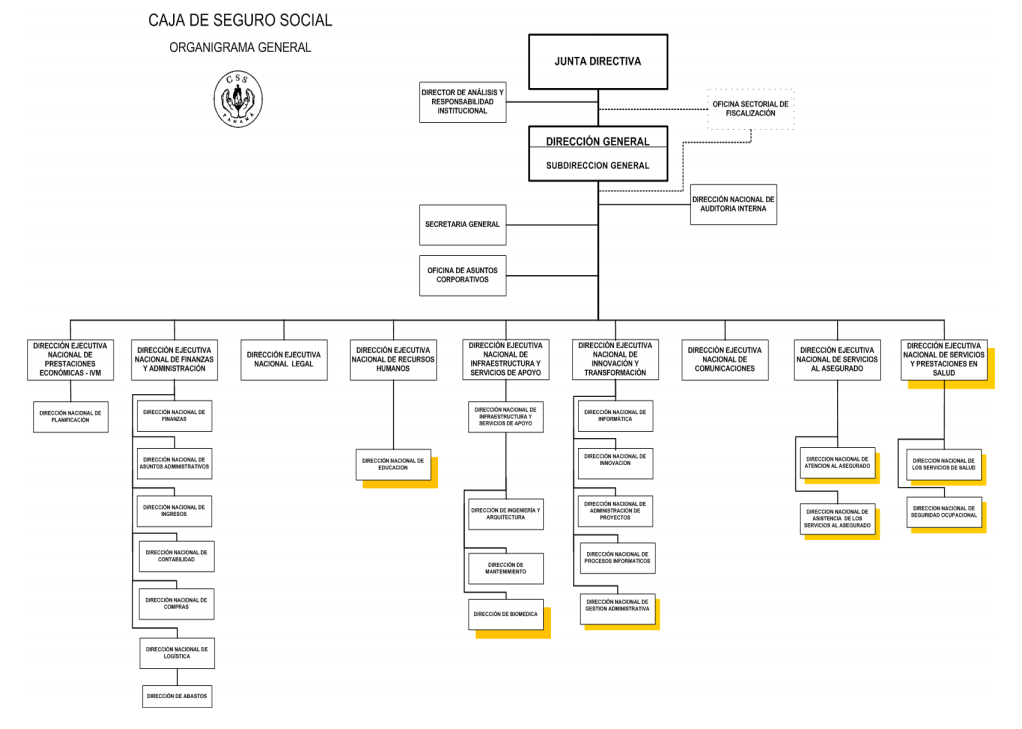 CAJA DE SEGURO SOCIAL
ORGANIGRAMA GENERAL
CSS
PANAMA
JUNTA DIRECTIVA
DIRECTOR DE ANÁLISIS Y
RESPONSABILIDAD
INSTITUCIONAL
OFICINA SECTORIAL DE
FISCALIZACIÓN
DIRECCIÓN GENERAL
SUBDIRECCION GENERAL
DIRECCIÓN NACIONAL DE
AUDITORIA INTERNA
SECRETARIA GENERAL
OFICINA DE ASUNTOS
CORPORATIVOS
DIRECCIÓN EJECUTIVA
NACIONAL DE
PRESTACIONES
ECONÓMICAS - IVM
DIRECCIÓN NACIONAL DE
PLANIFICACIÓN
DIRECCIÓN EJECUTIVA
NACIONAL DE FINANZAS
Y ADMINISTRACIÓN
DIRECCIÓN NACIONAL DE
FINANZAS
DIRECCIÓN NACIONAL DE
ASUNTOS ADMINISTRATIVOS
DIRECCIÓN NACIONAL DE
INGRESOS
DIRECCIÓN NACIONAL DE
CONTABILIDAD
DIRECCIÓN NACIONAL DE
COMPRAS
DIRECCIÓN NACIONAL DE
LOGÍSTICA
DIRECCIÓN DE ABASTOS
DIRECCIÓN EJECUTIVA
NACIONAL LEGAL
DIRECCIÓN EJECUTIVA
NACIONAL DE RECURSOS
HUMANOS
DIRECCIÓN NACIONAL DE
EDUCACION
DIRECCIÓN EJECUTIVA
NACIONAL DE
INFRAESTRUCTURA Y
SERVICIOS DE APOYO
DIRECCIÓN NACIONAL DE
INFRAESTRUCTURA Y
SERVICIOS DE APOYO
DIRECCIÓN DE INGENIERÍA Y
ARQUITECTURA
DIRECCIÓN DE
MANTENIMIENTO
DIRECCIÓN DE BIOMEDICA
DIRECCIÓN EJECUTIVA
NACIONAL DE
INNOVACIÓN Y
TRANSFORMACIÓN
DIRECCIÓN NACIONAL DE
INFORMÁTICA
DIRECCIÓN NACIONAL DE
INNOVACION
DIRECCIÓN NACIONAL DE
ADMINISTRACIÓN DE
PROYECTOS
DIRECCIÓN NACIONAL DE
PROCESOS INFORMATICOS
DIRECCIÓN NACIONAL DE
GESTION ADMINISTRATIVA
DIRECCIÓN EJECUTIVA
NACIONAL DE
COMUNICACIONES
DIRECCIÓN EJECUTIVA
NACIONAL DE SERVICIOS
AL ASEGURADO
DIRECCION NACIONAL DE
ATENCION AL ASEGURADO
DIRECCION NACIONAL DE
ASISTENCIA DE LOS
SERVICIOS AL ASEGURADO
DIRECCIÓN EJECUTIVA
NACIONAL DE SERVICIOS
Y PRESTACIONES EN
SALUD
DIRECCION NACIONAL DE
LOS SERVICIOS DE SALUD
DIRECCION NACIONAL DE
SEGURIDAD OCUPACIONAL